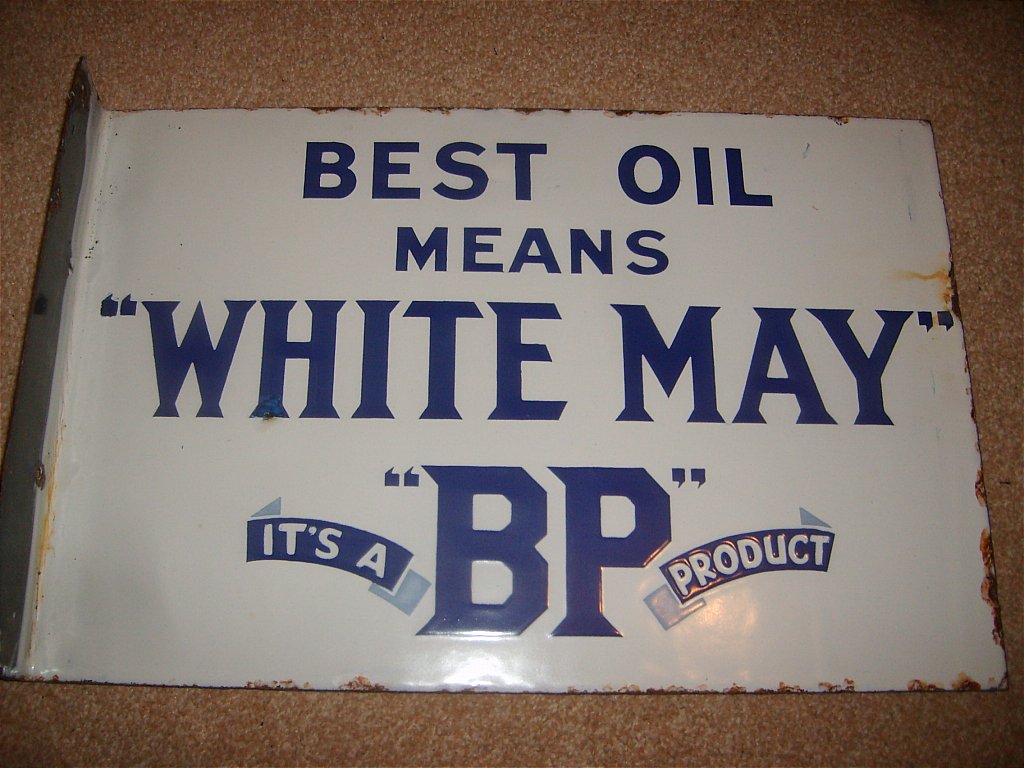 BEST OIL
MEANS
“WHITE MAY”
IT'S A “BP” PRODUCT